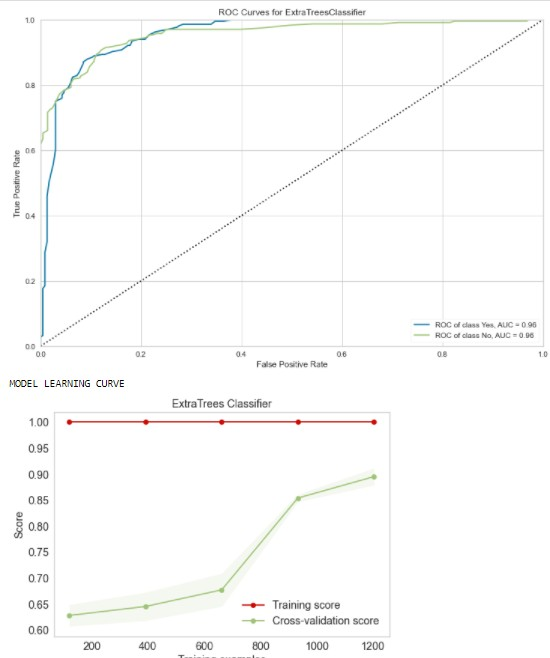 ROC Curves for ExtraTreesClassifier
1.0
0.8
0.6
0.4
0.2
0.0
True Positive Rate
ROC of class Yes, AUC = 0.96
ROC of class No, AUC = 0.96
0.0 0.2 0.4 0.6 0.8 1.0
False Positive Rate
MODEL LEARNING CURVE
ExtraTrees Classifier
1.00
0.95
0.90
0.85
0.80
0.75
0.70
0.65
0.60
Score
Training score
Cross-validation score
200 400 600 800 1000 1200
Training examples